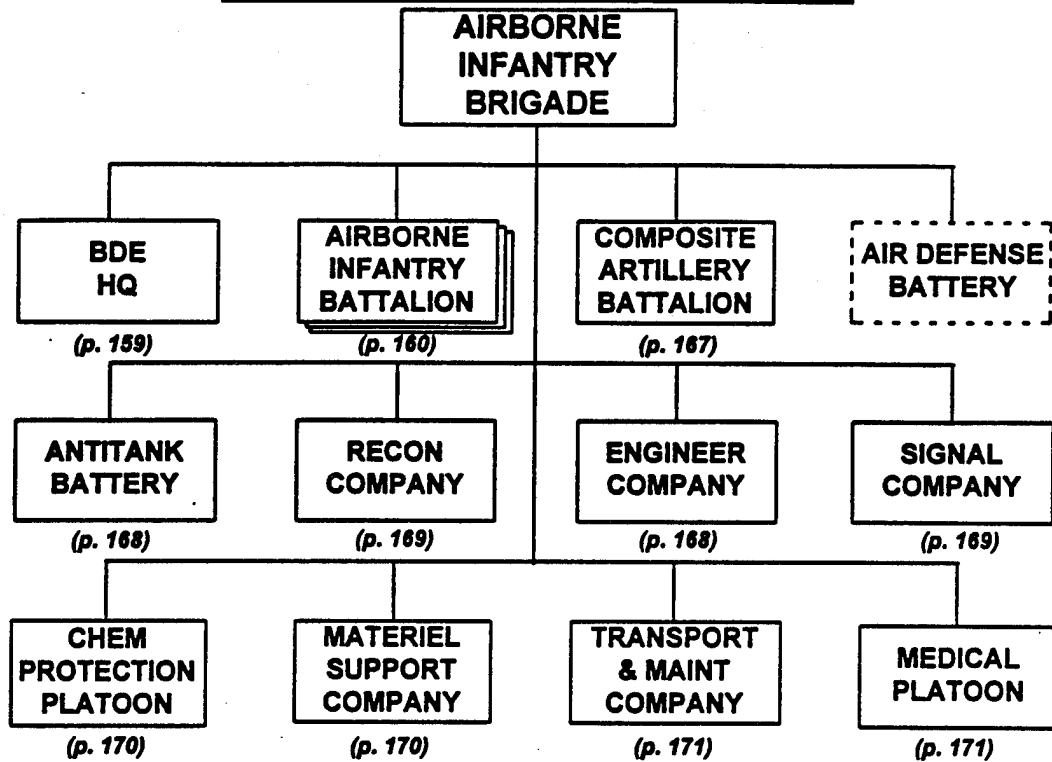 AIRBORNE
INFANTRY
BRIGADE
BDE
HQ
(p. 159)
AIRBORNE
INFANTRY
BATTALION
(p. 160)
COMPOSITE
ARTILLERY
BATTALION
(p. 167)
AIR DEFENSE
BATTERY
ANTITANK
BATTERY
(p. 168)
RECON
COMPANY
(p. 169)
ENGINEER
COMPANY
(p. 168)
SIGNAL
COMPANY
(p. 169)
CHEM
PROTECTION
PLATOON
(p. 170)
MATERIEL
SUPPORT
COMPANY
(p. 170)
TRANSPORT
& MAINT
COMPANY
(p. 171)
MEDICAL
PLATOON
(p. 171)